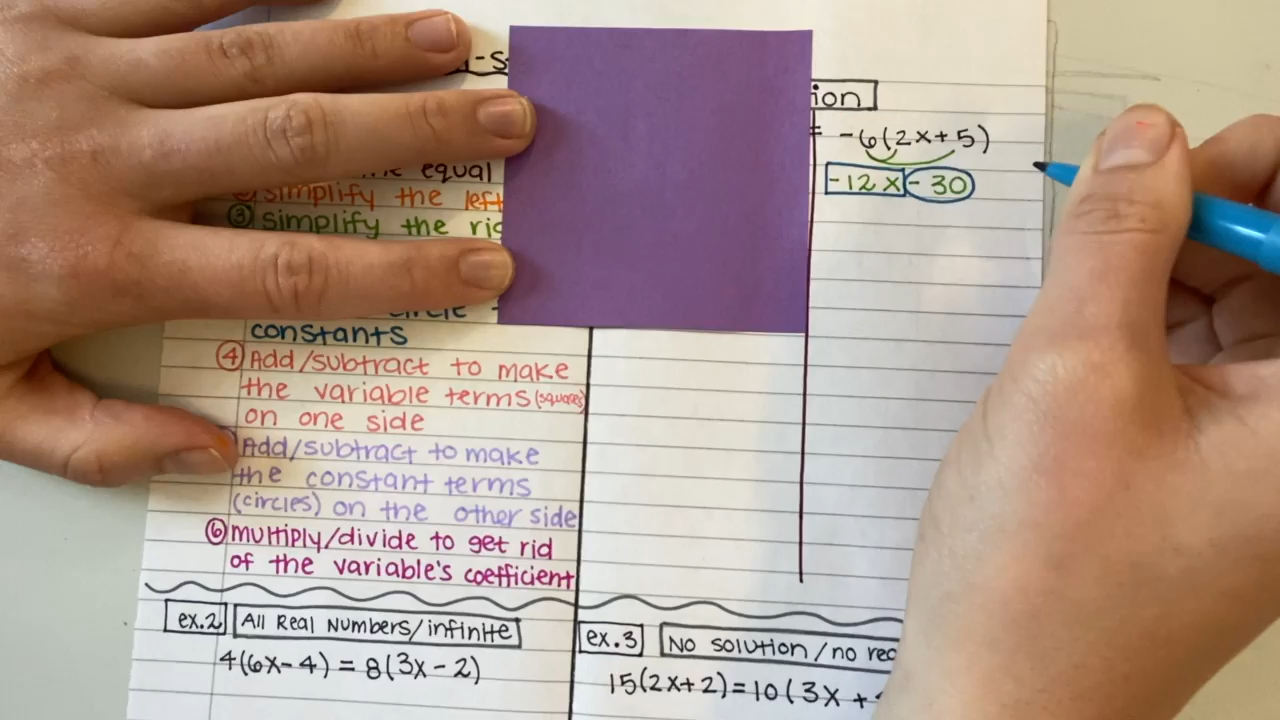 ion
= -6(2x+5)
-12x - 30
equal
simplify the left
③ simplify the
circle
constants
④ Add/subtract to make
the variable terms (squares)
on one side
Add/subtract to make
the constant terms
(circles) on the other side
⑥ multiply/divide to get rid
of the variable's coefficient
ex.2 All Real Numbers/infinite
4(6x-4) = 8(3x-2)
ex.3 No solution/no
15(2x+2)=10(3x +